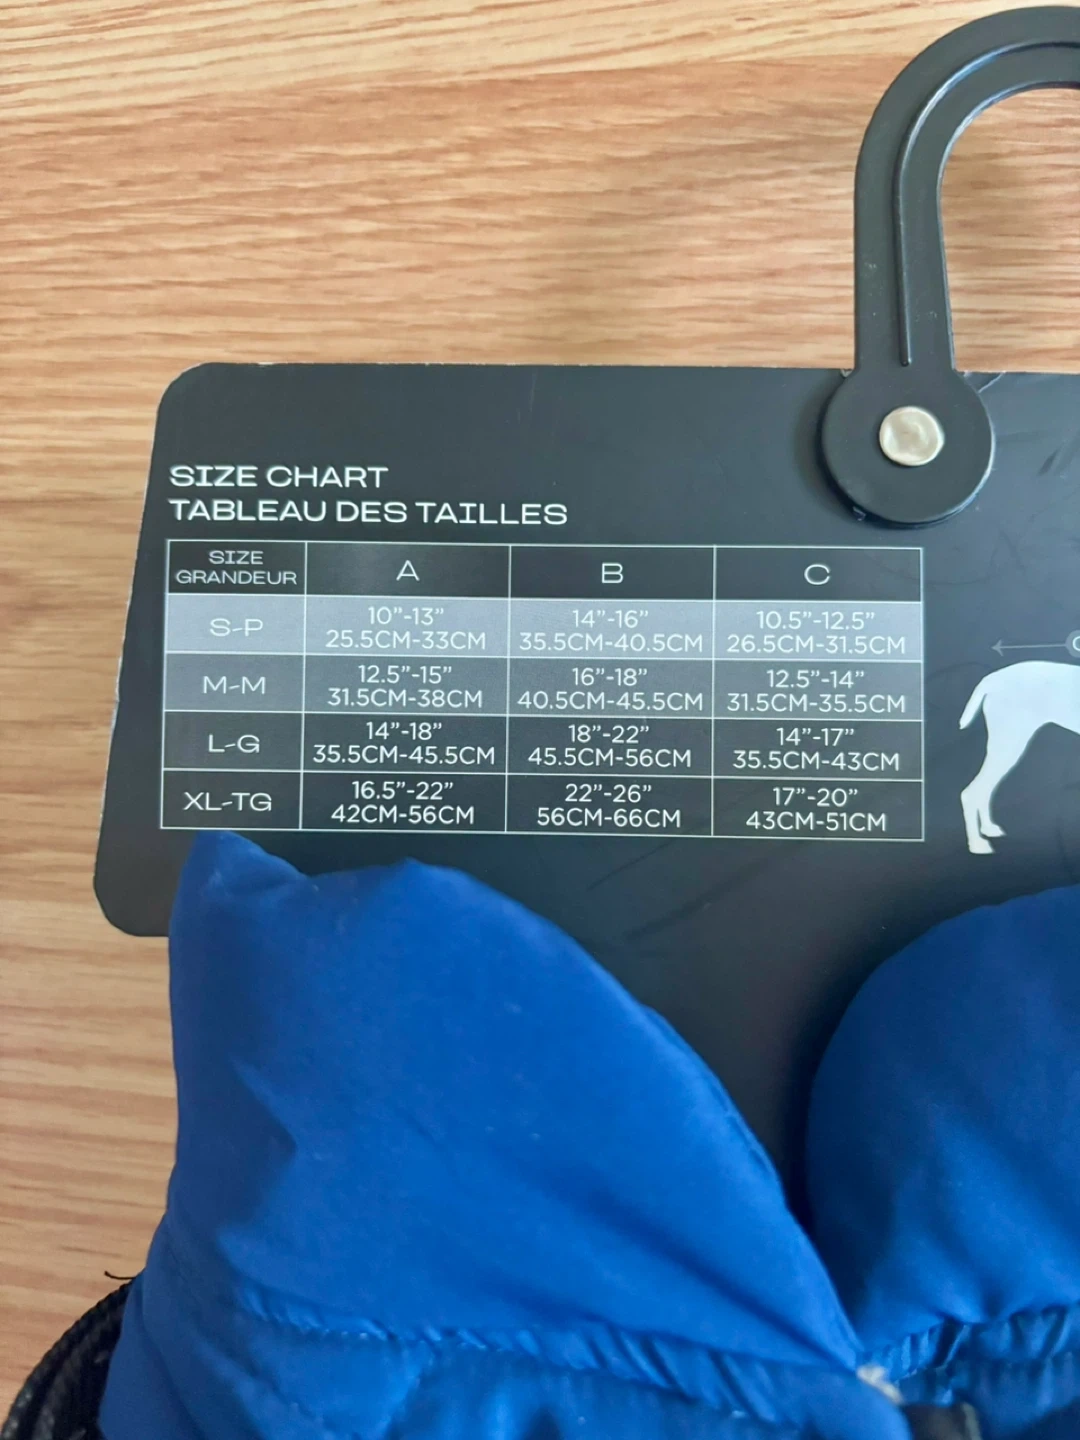 SIZE CHART
TABLEAU DES TAILLES
SIZE
GRANDEUR
A
B
C
S-P
10”-13”
25.5CM-33CM
14”-16”
35.5CM-40.5CM
10.5”-12.5”
26.5CM-31.5CM
M-M
12.5”-15”
31.5CM-38CM
16”-18”
40.5CM-45.5CM
12.5”-14”
31.5CM-35.5CM
L-G
14”-18”
35.5CM-45.5CM
18”-22”
45.5CM-56CM
14”-17”
35.5CM-43CM
XL-TG
16.5”-22”
42CM-56CM
22”-26”
56CM-66CM
17”-20”
43CM-51CM